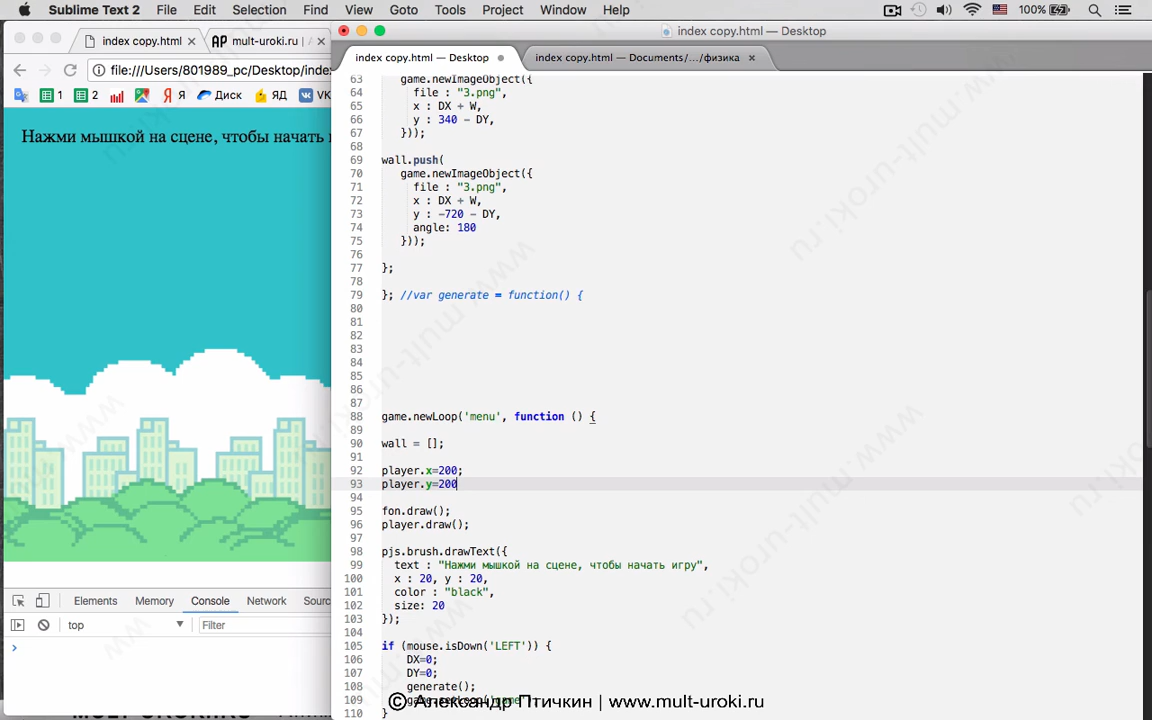 Sublime Text 2 File Edit Selection Find View Goto Tools Project Window Help 100%
index copy.html — Desktop
index copy.html mult-uroki.ru | A
index copy.html — Desktop index copy.html — Documents/.../физика
file:///Users/801989_pc/Desktop/inde
1 2 Я Диск ЯД VK
Нажми мышкой на сцене, чтобы начать
63 game.newImageObject({
64 file : "3.png",
65 x : DX + W,
66 y : 340 - DY,
67 }));
68
69 wall.push(
70 game.newImageObject({
71 file : "3.png",
72 x : DX + W,
73 y : -720 - DY,
74 angle: 180
75 }));
76
77 };
78
79 }; //var generate = function() {
80
81
82
83
84
85
86
87
88 game.newLoop('menu', function () {
89
90 wall = [];
91
92 player.x=200;
93 player.y=200
94
95 fon.draw();
96 player.draw();
97
98 pjs.brush.drawText({
99 text : "Нажми мышкой на сцене, чтобы начать игру",
100 x : 20, y : 20,
101 color : "black",
102 size: 20
103 });
104
105 if (mouse.isDown('LEFT')) {
106 DX=0;
107 DY=0;
108 generate();
109
110 }
Elements Memory Console Network Sourc
top Filter
© Александр Птичкин | www.mult-uroki.ru
www.mult-uroki.ru